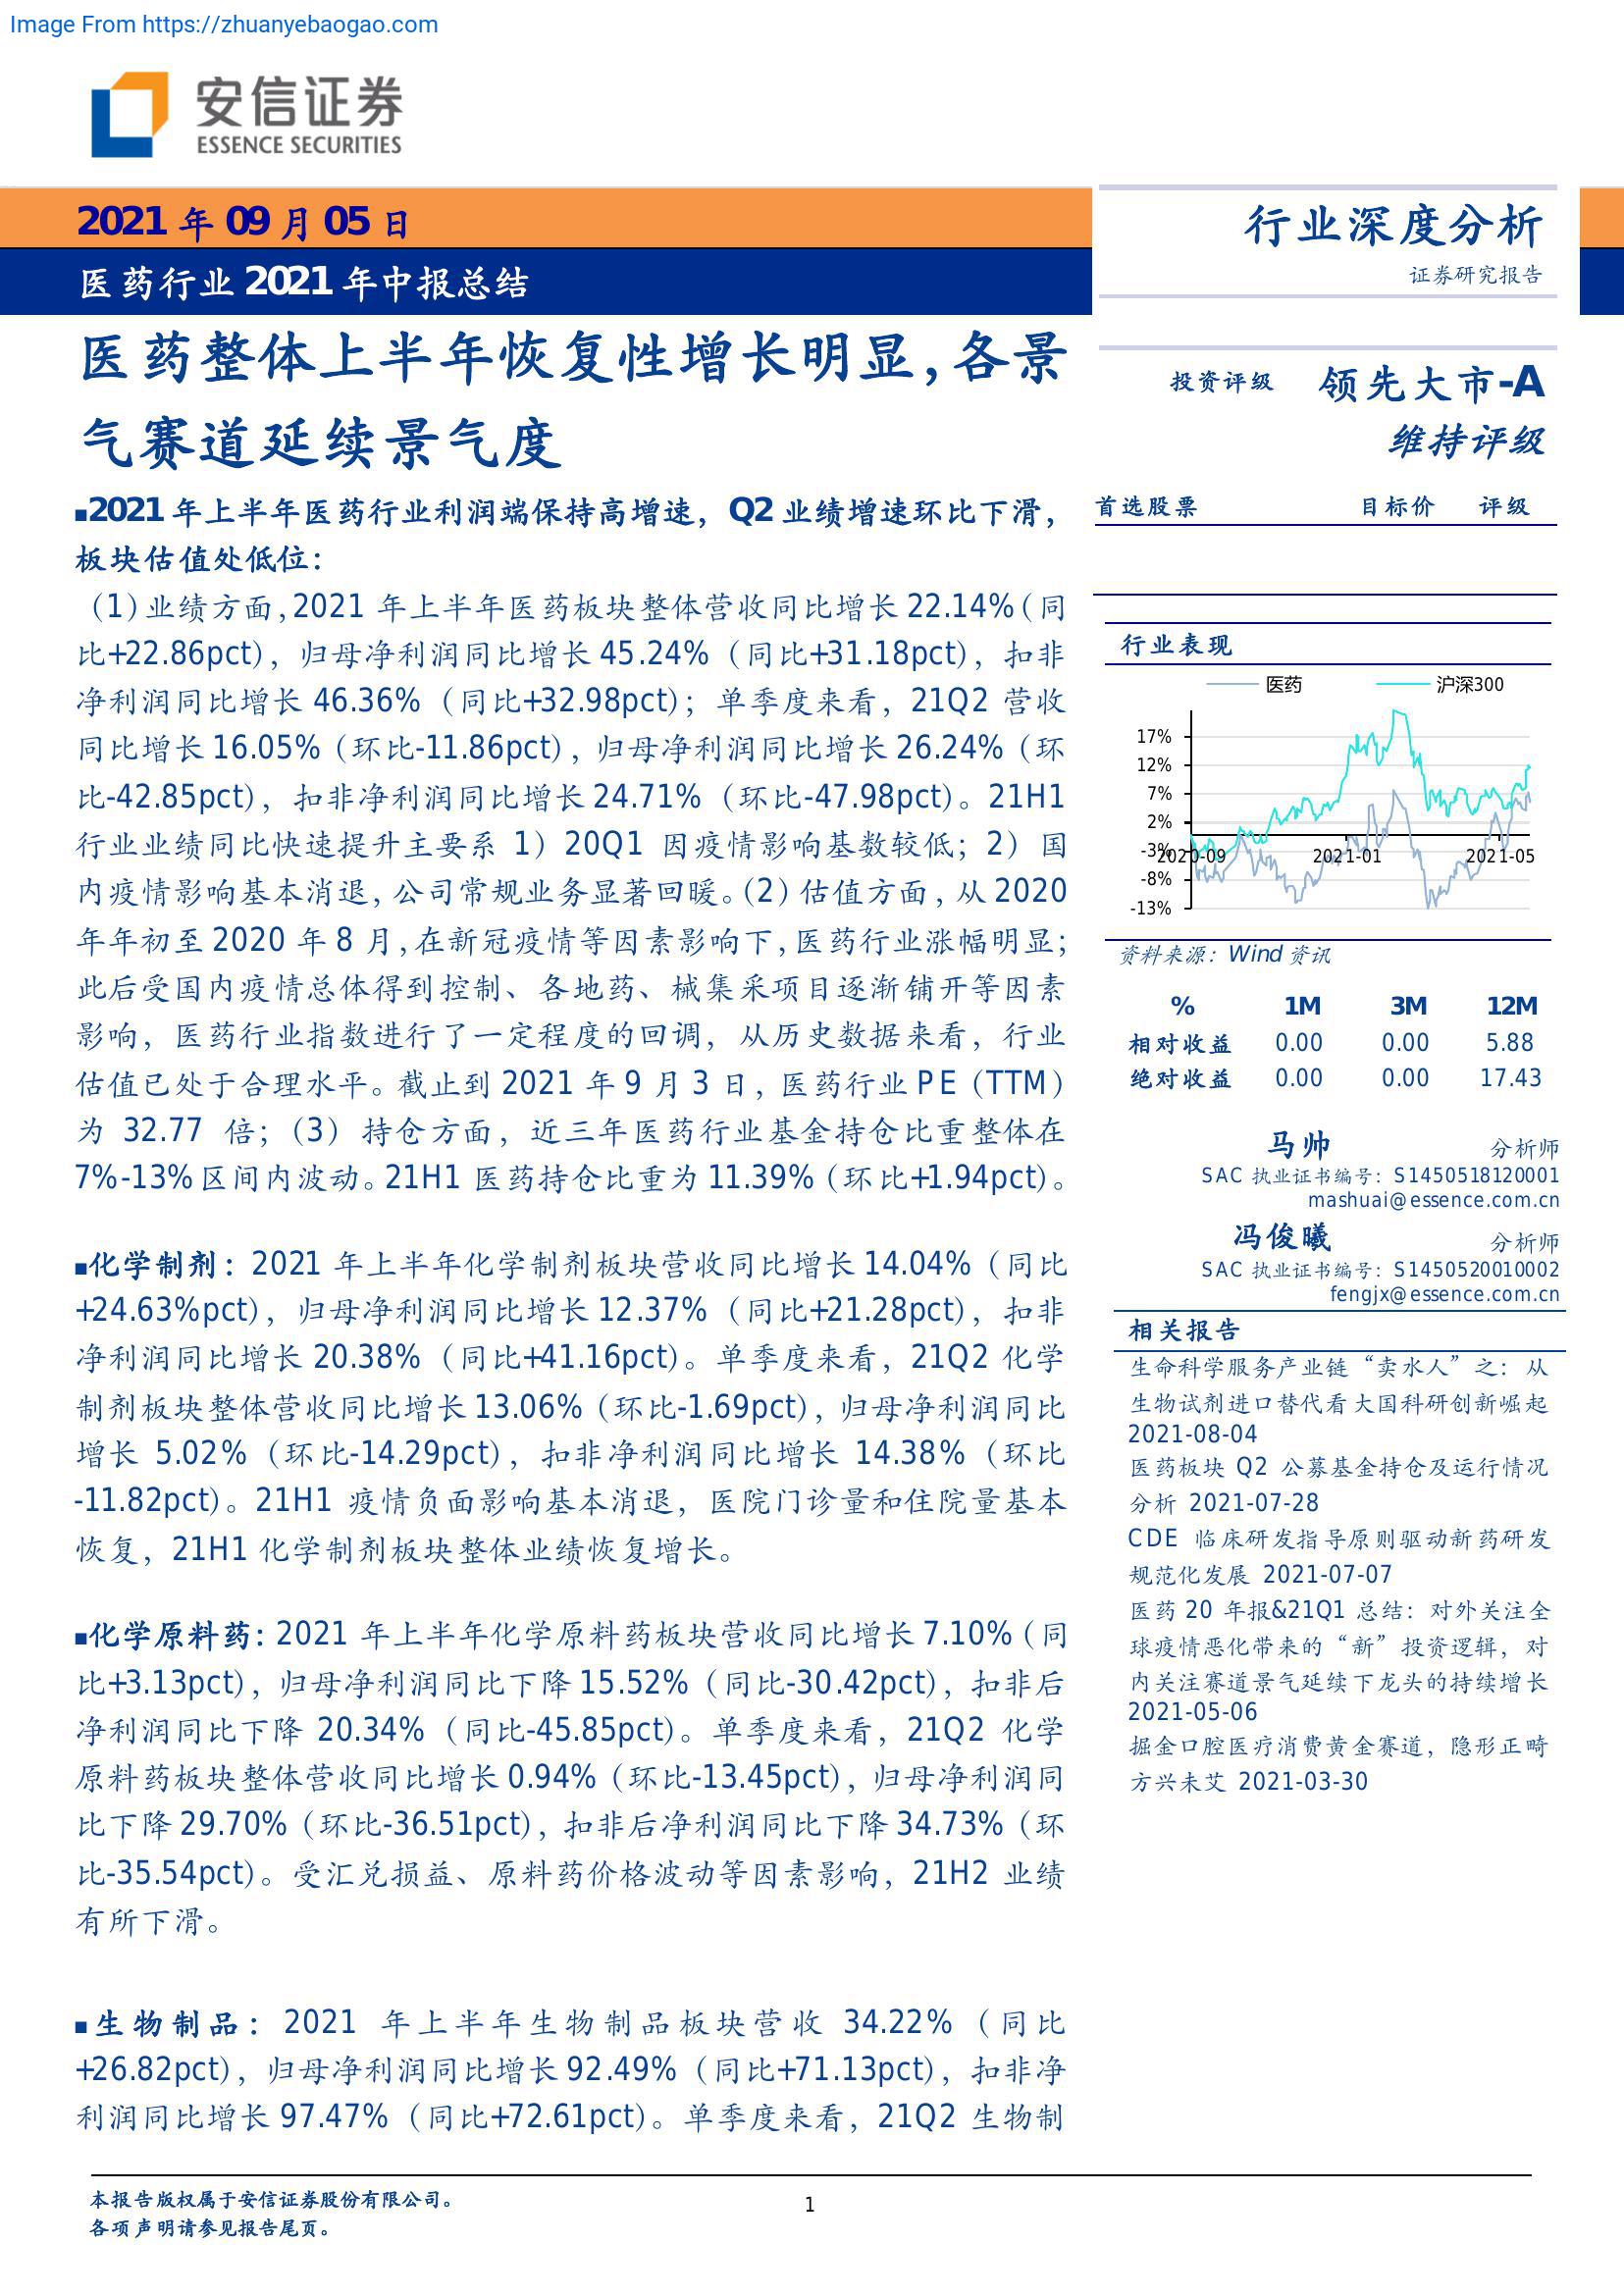 Image From https://zhuanyebaogao.com
安信证券
ESSENCE SECURITIES
2021 年 09 月 05 日
医药行业 2021 年中报总结
医药整体上半年恢复性增长明显，各景
气赛道延续景气度
■2021 年上半年医药行业利润端保持高增速，Q2 业绩增速环比下滑，
板块估值处低位：
（1）业绩方面，2021 年上半年医药板块整体营收同比增长 22.14%（同
比+22.86pct），归母净利润同比增长 45.24%（同比+31.18pct），扣非
净利润同比增长 46.36%（同比+32.98pct）；单季度来看，21Q2 营收
同比增长 16.05%（环比-11.86pct），归母净利润同比增长 26.24%（环
比-42.85pct），扣非净利润同比增长 24.71%（环比-47.98pct）。21H1
行业业绩同比快速提升主要系 1）20Q1 因疫情影响基数较低；2）国
内疫情影响基本消退，公司常规业务显著回暖。（2）估值方面，从 2020
年年初至 2020 年 8 月，在新冠疫情等因素影响下，医药行业涨幅明显；
此后受国内疫情总体得到控制、各地药、械集采项目逐渐铺开等因素
影响，医药行业指数进行了一定程度的回调，从历史数据来看，行业
估值已处于合理水平。截止到 2021 年 9 月 3 日，医药行业 PE（TTM）
为 32.77 倍；（3）持仓方面，近三年医药行业基金持仓比重整体在
7%-13%区间内波动。21H1 医药持仓比重为 11.39%（环比+1.94pct）。
■化学制剂：2021 年上半年化学制剂板块营收同比增长 14.04%（同比
+24.63%pct），归母净利润同比增长 12.37%（同比+21.28pct），扣非
净利润同比增长 20.38%（同比+41.16pct）。单季度来看，21Q2 化学
制剂板块整体营收同比增长 13.06%（环比-1.69pct），归母净利润同比
增长 5.02%（环比-14.29pct），扣非净利润同比增长 14.38%（环比
-11.82pct）。21H1 疫情负面影响基本消退，医院门诊量和住院量基本
恢复，21H1 化学制剂板块整体业绩恢复增长。
■化学原料药：2021 年上半年化学原料药板块营收同比增长 7.10%（同
比+3.13pct），归母净利润同比下降 15.52%（同比-30.42pct），扣非后
净利润同比下降 20.34%（同比-45.85pct）。单季度来看，21Q2 化学
原料药板块整体营收同比增长 0.94%（环比-13.45pct），归母净利润同
比下降 29.70%（环比-36.51pct），扣非后净利润同比下降 34.73%（环
比-35.54pct）。受汇兑损益、原料药价格波动等因素影响，21H2 业绩
有所下滑。
■生物制品：2021 年上半年生物制品板块营收 34.22%（同比
+26.82pct），归母净利润同比增长 92.49%（同比+71.13pct），扣非净
利润同比增长 97.47%（同比+72.61pct）。单季度来看，21Q2 生物制
行业深度分析
证券研究报告
投资评级 领先大市-A
维持评级
首选股票 目标价 评级
行业表现
医药 沪深300
17%
12%
7%
2%
-3%
-8%
-13%
2020-09 2021-01 2021-05
资料来源：Wind 资讯
% 1M 3M 12M
相对收益 0.00 0.00 5.88
绝对收益 0.00 0.00 17.43
马帅 分析师
SAC 执业证书编号：S1450518120001
mashuai@essence.com.cn
冯俊曦 分析师
SAC 执业证书编号：S1450520010002
fengjx@essence.com.cn
相关报告
生命科学服务产业链“卖水人”之：从
生物试剂进口替代看大国科研创新崛起
2021-08-04
医药板块 Q2 公募基金持仓及运行情况
分析 2021-07-28
CDE 临床研发指导原则驱动新药研发
规范化发展 2021-07-07
医药 20 年报&21Q1 总结：对外关注全
球疫情恶化带来的“新”投资逻辑，对
内关注赛道景气延续下龙头的持续增长
2021-05-06
掘金口腔医疗消费黄金赛道，隐形正畸
方兴未艾 2021-03-30
本报告版权属于安信证券股份有限公司。
各项声明请参见报告尾页。
1